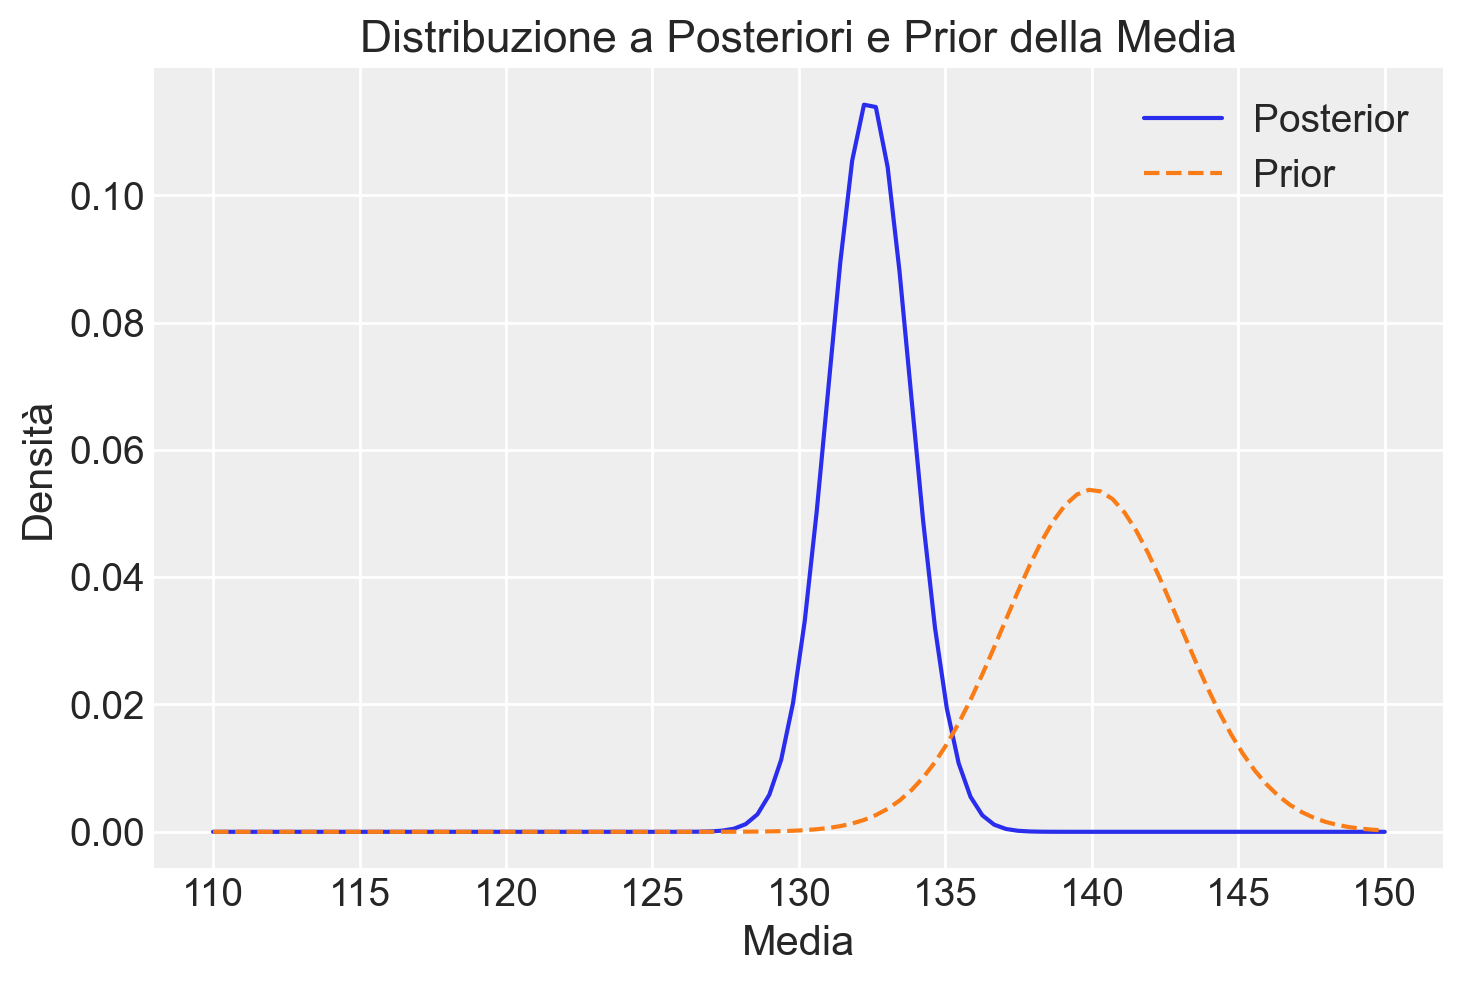 Distribuzione a Posteriori e Prior della Media
Posterior
Prior
0.10
0.08
0.06
0.04
0.02
0.00
Densità
110 115 120 125 130 135 140 145 150
Media